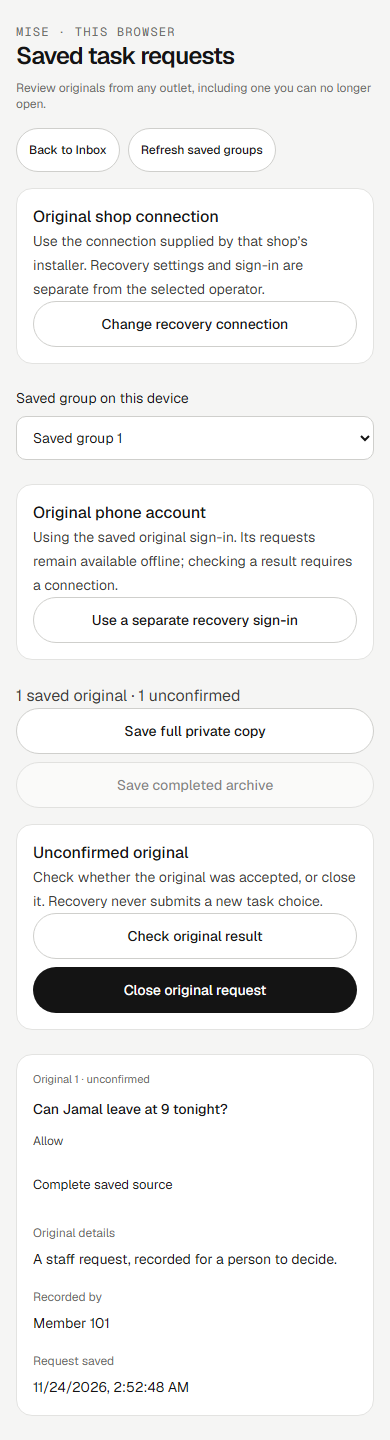 MISE · THIS BROWSER
Saved task requests
Review originals from any outlet, including one you can no longer
open.
Back to Inbox
Refresh saved groups
Original shop connection
Use the connection supplied by that shop's
installer. Recovery settings and sign-in are
separate from the selected operator.
Change recovery connection
Saved group on this device
Saved group 1
Original phone account
Using the saved original sign-in. Its requests
remain available offline; checking a result requires
a connection.
Use a separate recovery sign-in
1 saved original · 1 unconfirmed
Save full private copy
Save completed archive
Unconfirmed original
Check whether the original was accepted, or close
it. Recovery never submits a new task choice.
Check original result
Close original request
Original 1 · unconfirmed
Can Jamal leave at 9 tonight?
Allow
Complete saved source
Original details
A staff request, recorded for a person to decide.
Recorded by
Member 101
Request saved
11/24/2026, 2:52:48 AM